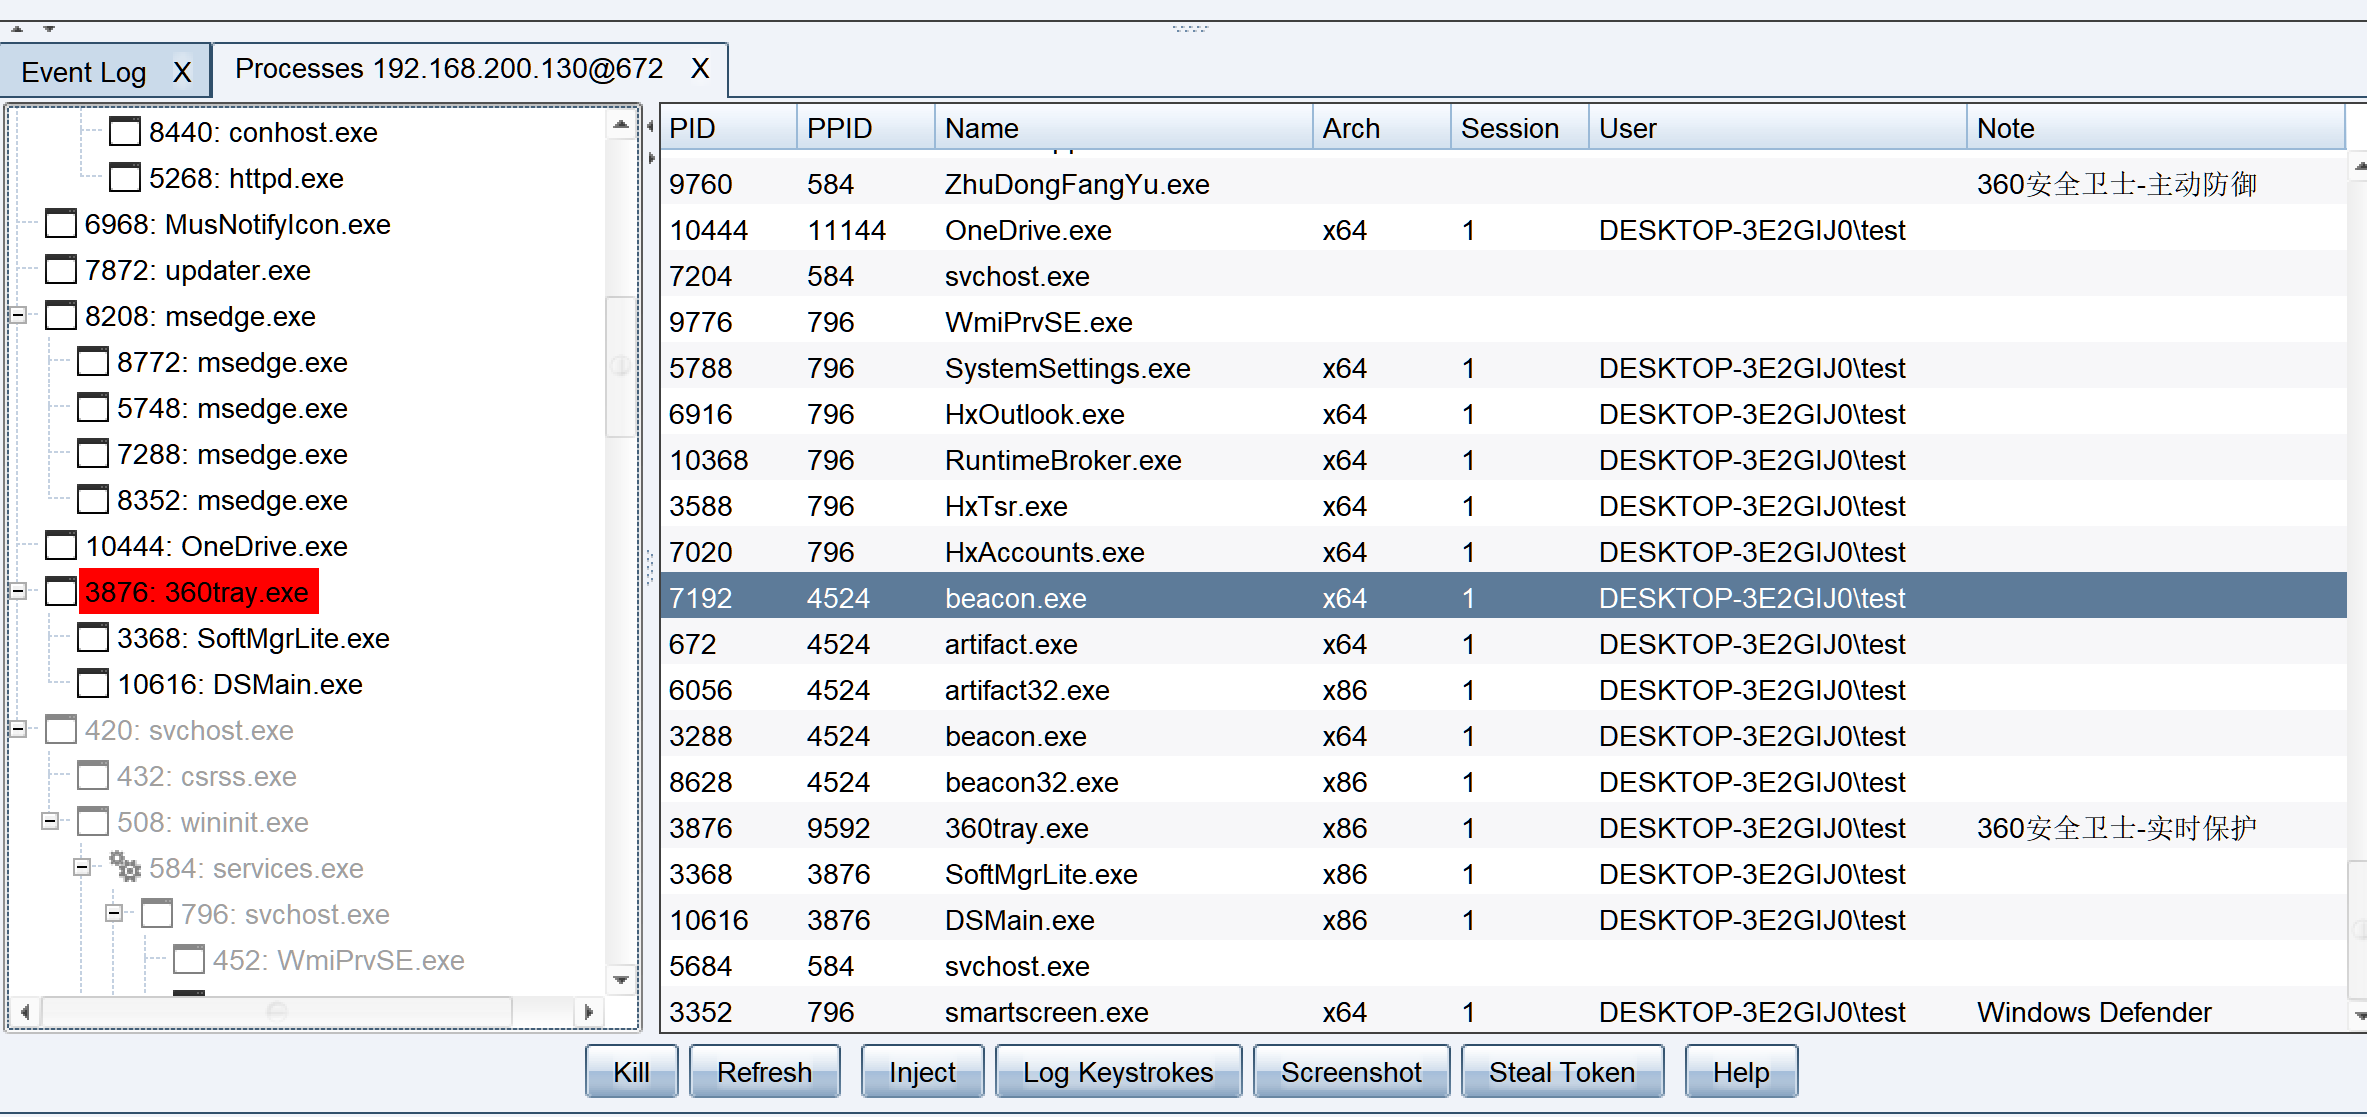 Event Log X Processes 192.168.200.130@672 X
8440: conhost.exe
5268: httpd.exe
6968: MusNotifyIcon.exe
7872: updater.exe
8208: msedge.exe
8772: msedge.exe
5748: msedge.exe
7288: msedge.exe
8352: msedge.exe
10444: OneDrive.exe
3876: 360tray.exe
3368: SoftMgrLite.exe
10616: DSMain.exe
420: svchost.exe
432: csrss.exe
508: wininit.exe
584: services.exe
796: svchost.exe
452: WmiPrvSE.exe
PID PPID Name Arch Session User Note
9760 584 ZhuDongFangYu.exe 360安全卫士-主动防御
10444 11144 OneDrive.exe x64 1 DESKTOP-3E2GIJ0\test
7204 584 svchost.exe
9776 796 WmiPrvSE.exe
5788 796 SystemSettings.exe x64 1 DESKTOP-3E2GIJ0\test
6916 796 HxOutlook.exe x64 1 DESKTOP-3E2GIJ0\test
10368 796 RuntimeBroker.exe x64 1 DESKTOP-3E2GIJ0\test
3588 796 HxTsr.exe x64 1 DESKTOP-3E2GIJ0\test
7020 796 HxAccounts.exe x64 1 DESKTOP-3E2GIJ0\test
7192 4524 beacon.exe x64 1 DESKTOP-3E2GIJ0\test
672 4524 artifact.exe x64 1 DESKTOP-3E2GIJ0\test
6056 4524 artifact32.exe x86 1 DESKTOP-3E2GIJ0\test
3288 4524 beacon.exe x64 1 DESKTOP-3E2GIJ0\test
8628 4524 beacon32.exe x86 1 DESKTOP-3E2GIJ0\test
3876 9592 360tray.exe x86 1 DESKTOP-3E2GIJ0\test 360安全卫士-实时保护
3368 3876 SoftMgrLite.exe x86 1 DESKTOP-3E2GIJ0\test
10616 3876 DSMain.exe x86 1 DESKTOP-3E2GIJ0\test
5684 584 svchost.exe
3352 796 smartscreen.exe x64 1 DESKTOP-3E2GIJ0\test Windows Defender
Kill Refresh Inject Log Keystrokes Screenshot Steal Token Help